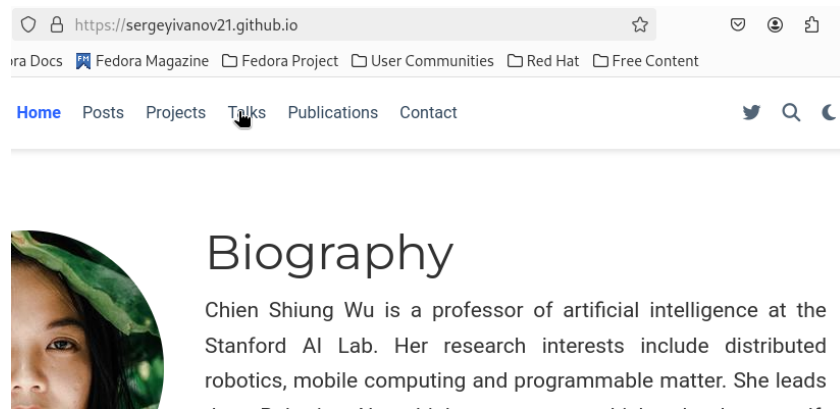 https://sergeyivanov21.github.io
ora Docs Fedora Magazine Fedora Project User Communities Red Hat Free Content
Home Posts Projects Talks Publications Contact
Biography
Chien Shiung Wu is a professor of artificial intelligence at the
Stanford AI Lab. Her research interests include distributed
robotics, mobile computing and programmable matter. She leads